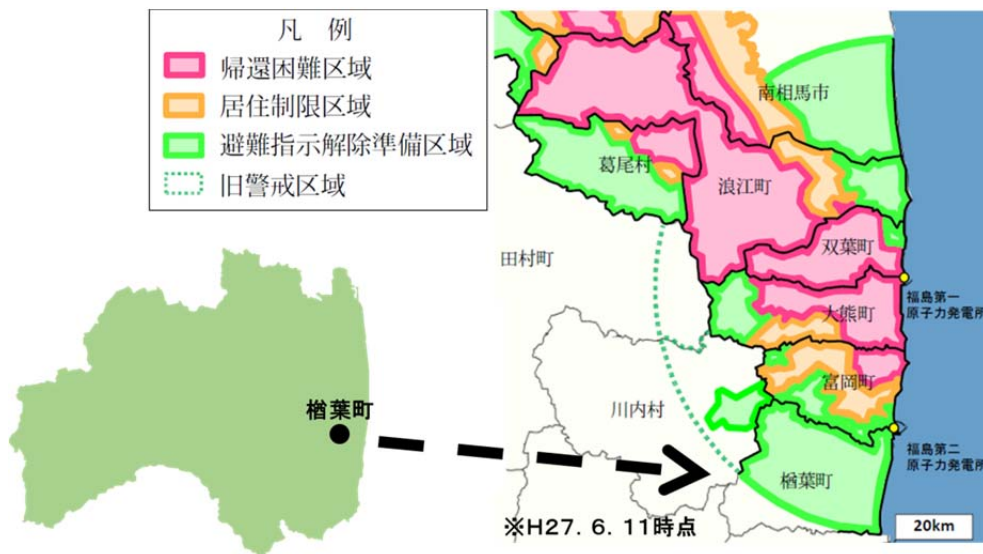 凡 例
帰還困難区域
居住制限区域
避難指示解除準備区域
旧警戒区域
南相馬市
葛尾村
浪江町
田村町
双葉町
福島第一
原子力発電所
大熊町
富岡町
川内村
楢葉町
福島第二
原子力発電所
楢葉町
※H27. 6. 11時点
20km